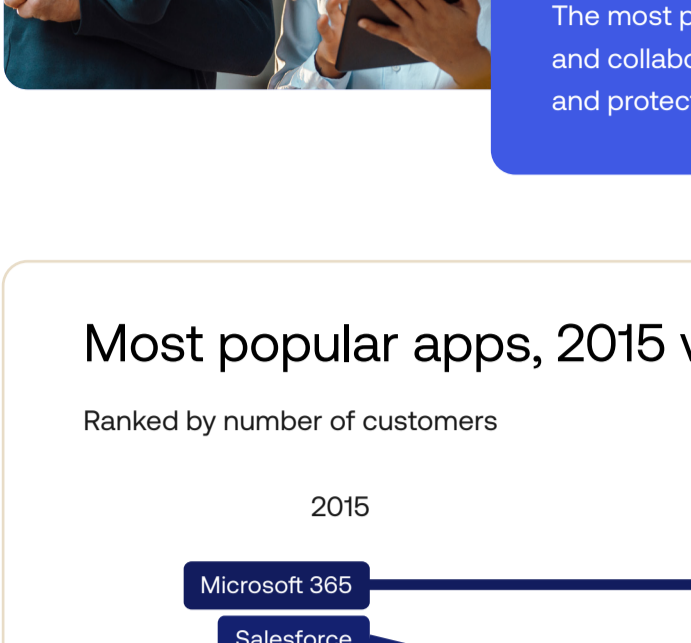 The most p
and collabo
and protec
Most popular apps, 2015 v
Ranked by number of customers
2015
Microsoft 365
Salesforce